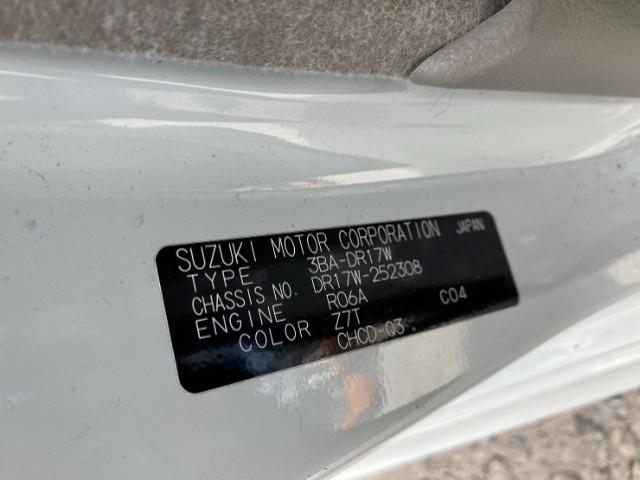 SUZUKI MOTOR CORPORATION JAPAN
TYPE 3BA-DR17W
CHASSIS NO. DR17W-252308
ENGINE R06A C04
COLOR Z7T
CHCD-Q3